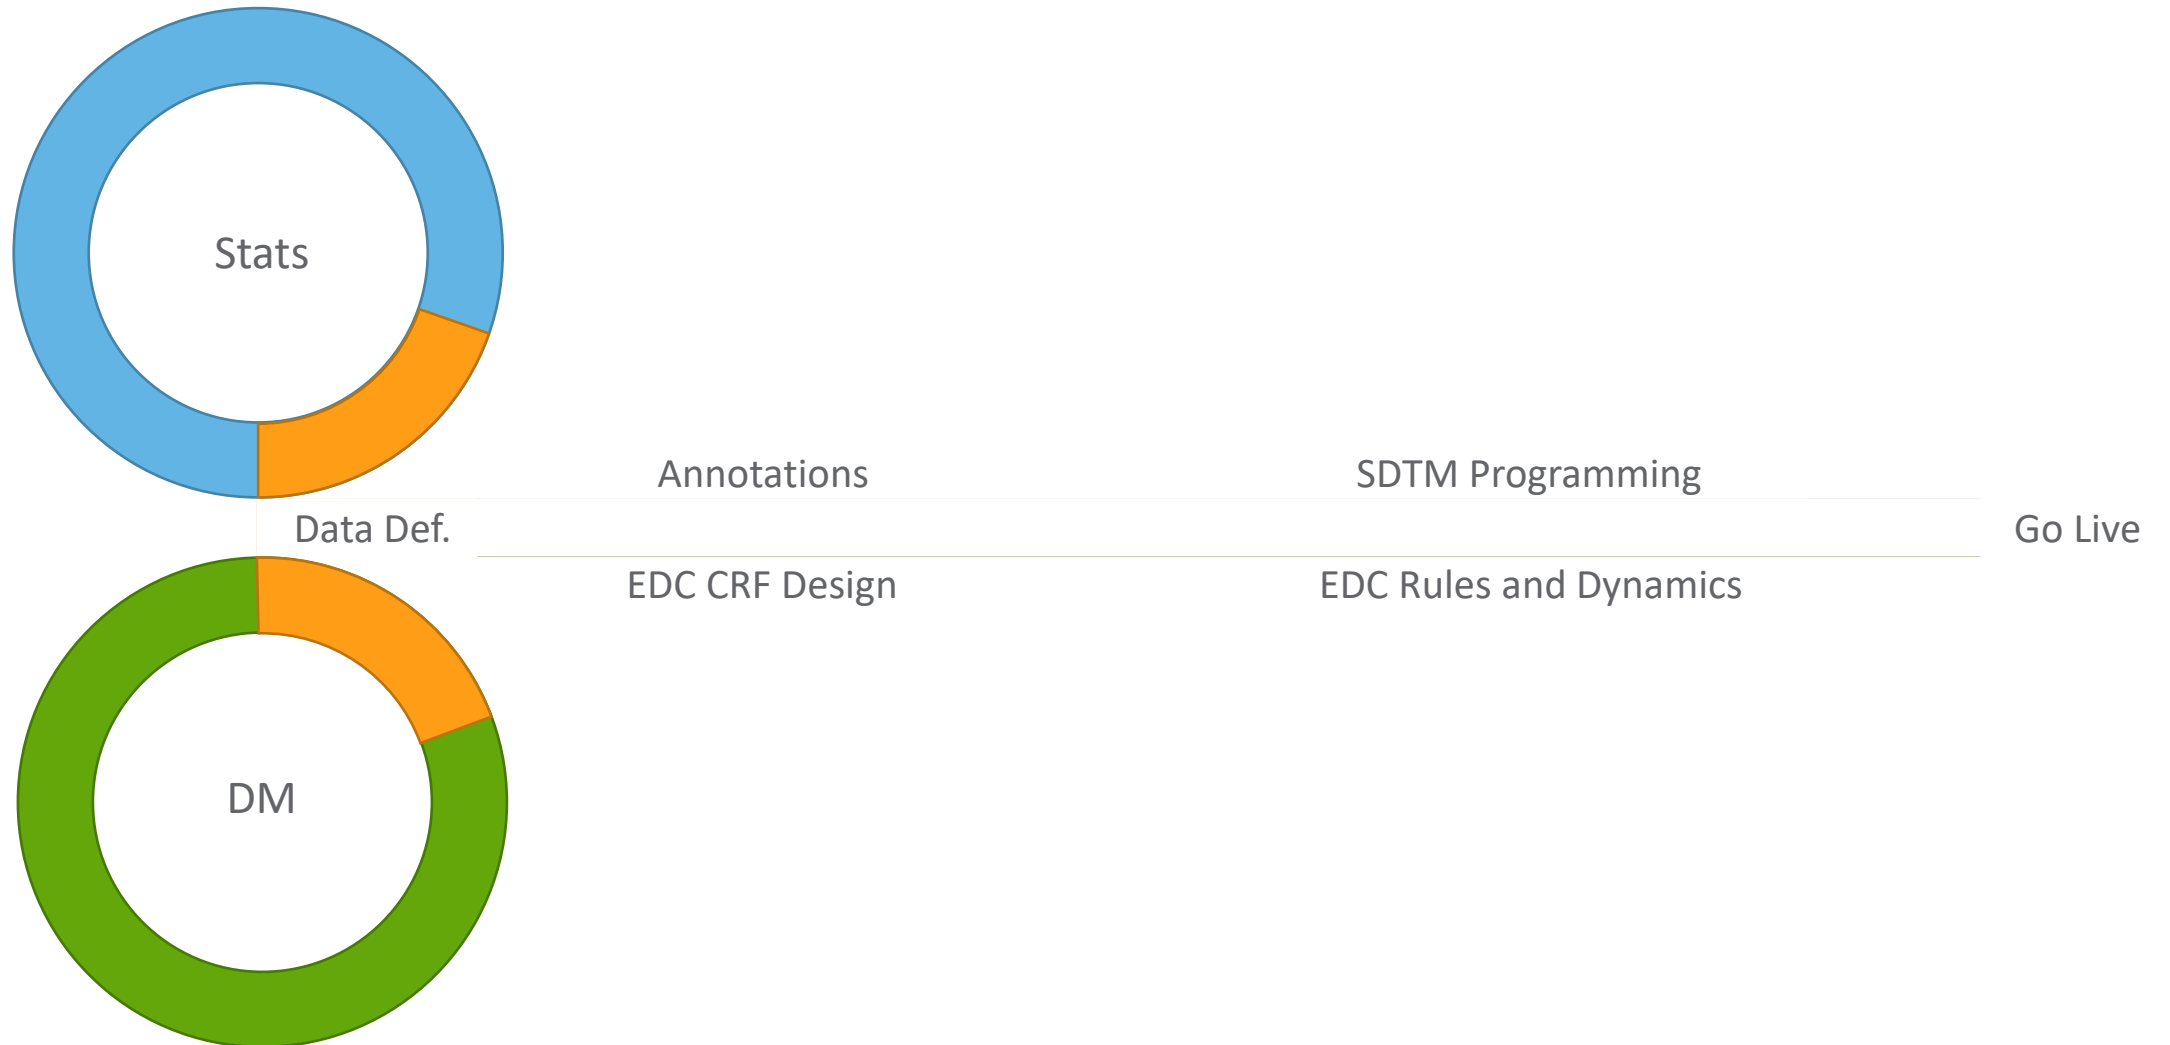 Stats
Annotations
SDTM Programming
Data Def.
Go Live
EDC CRF Design
EDC Rules and Dynamics
DM